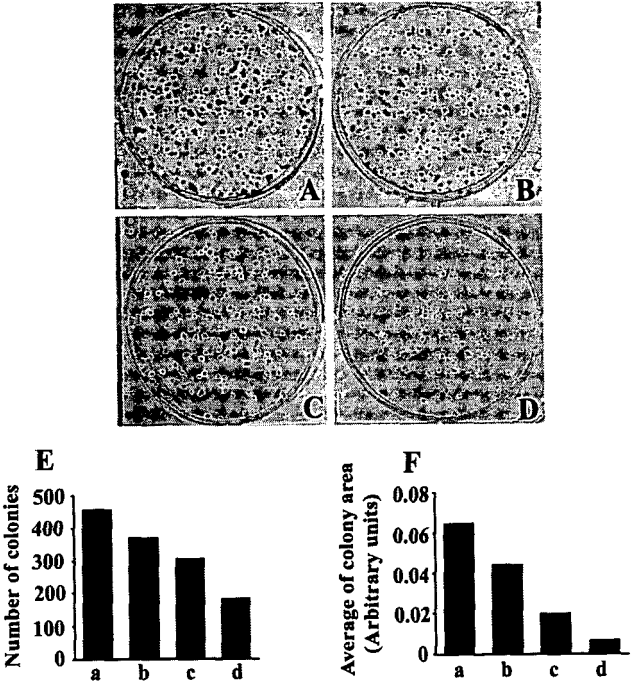 A
B
C
D
E
Number of colonies
500
400
300
200
100
0
a b c d
F
Average of colony area
(Arbitrary units)
0.08
0.06
0.04
0.02
0
a b c d